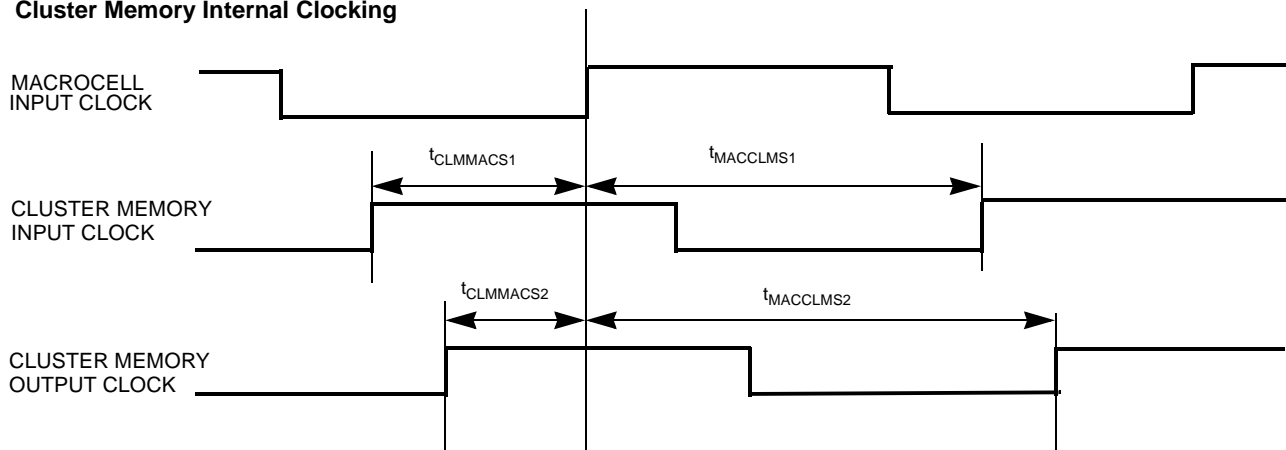 Cluster Memory Internal Clocking
MACROCELL
INPUT CLOCK
tCLMMACS1
tMACCLMS1
CLUSTER MEMORY
INPUT CLOCK
tCLMMACS2
tMACCLMS2
CLUSTER MEMORY
OUTPUT CLOCK